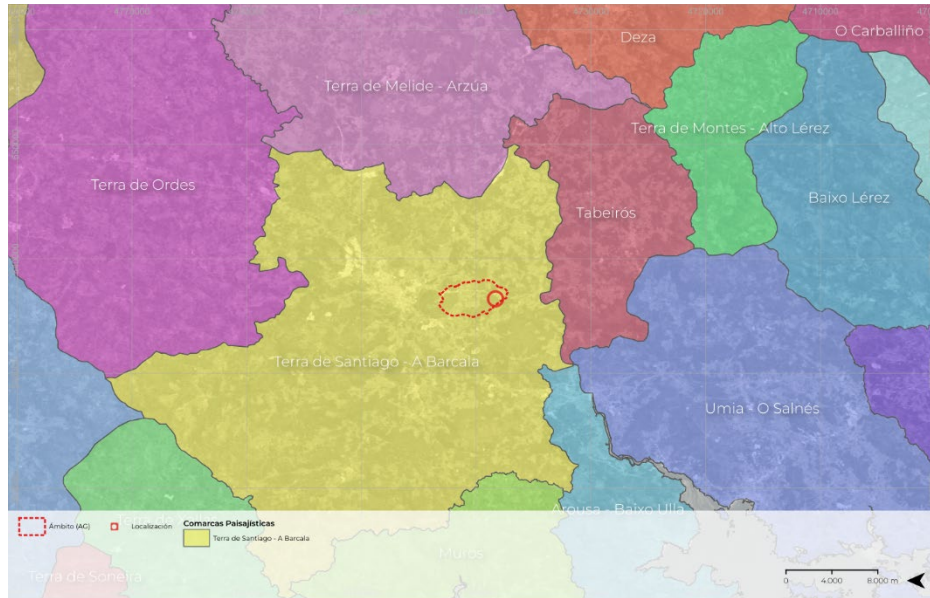 4710000
O Carballiño
Deza
Terra de Melide - Arzúa
Terra de Montes - Alto Lérez
Terra de Ordes
Baixo Lérez
Tabeirós
Terra de Santiago - A Barcala
Umia - O Salnés
Arousa - Baixo Ulla
Ámbito (AG)
Localización
Comarcas Paisajísticas
Terra de Santiago - A Barcala
Muros
Terra de Soneira
0 4.000 8.000 m